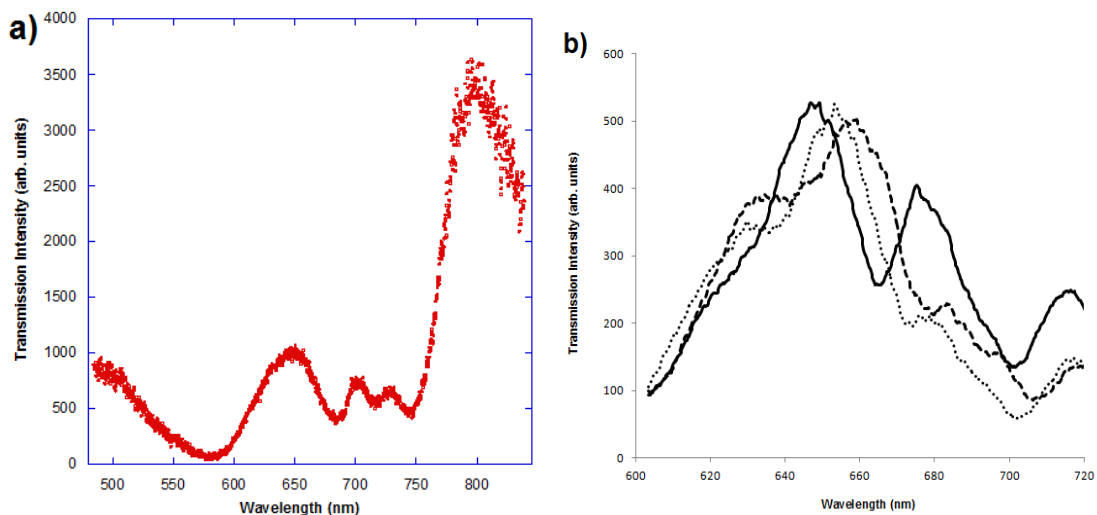 a)
4000
3500
3000
2500
2000
1500
1000
500
0
Transmission Intensity (arb. units)
500 550 600 650 700 750 800
Wavelength (nm)
b)
600
500
400
300
200
100
0
Transmission Intensity (arb. units)
600 620 640 660 680 700 720
Wavelength (nm)